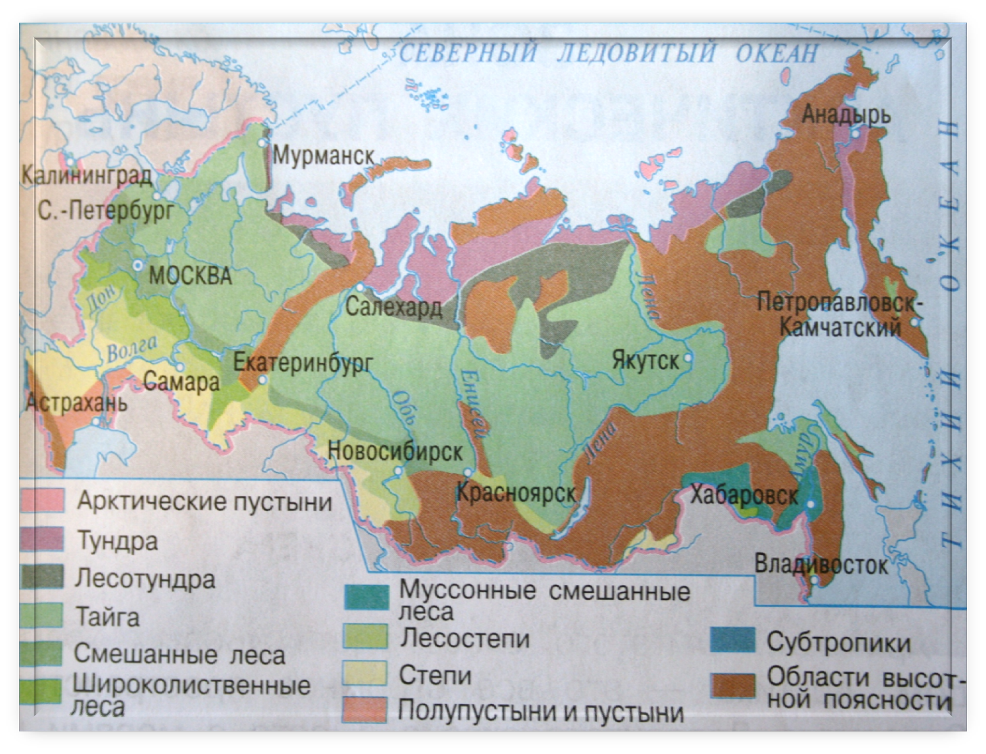 СЕВЕРНЫЙ ЛЕДОВИТЫЙ ОКЕАН
Анадырь
Мурманск
Калининград
С.-Петербург
МОСКВА
ТИХИЙ ОКЕАН
Дон
Салехард
Лена
Петропавловск-
Камчатский
Волга
Екатеринбург
Якутск
Самара
Астрахань
Обь
Енисей
Лена
Амур
Новосибирск
Красноярск
Хабаровск
Владивосток
Арктические пустыни
Тундра
Лесотундра
Тайга
Смешанные леса
Широколиственные
леса
Муссонные смешанные
леса
Лесостепи
Степи
Полупустыни и пустыни
Субтропики
Области высот-
ной поясности